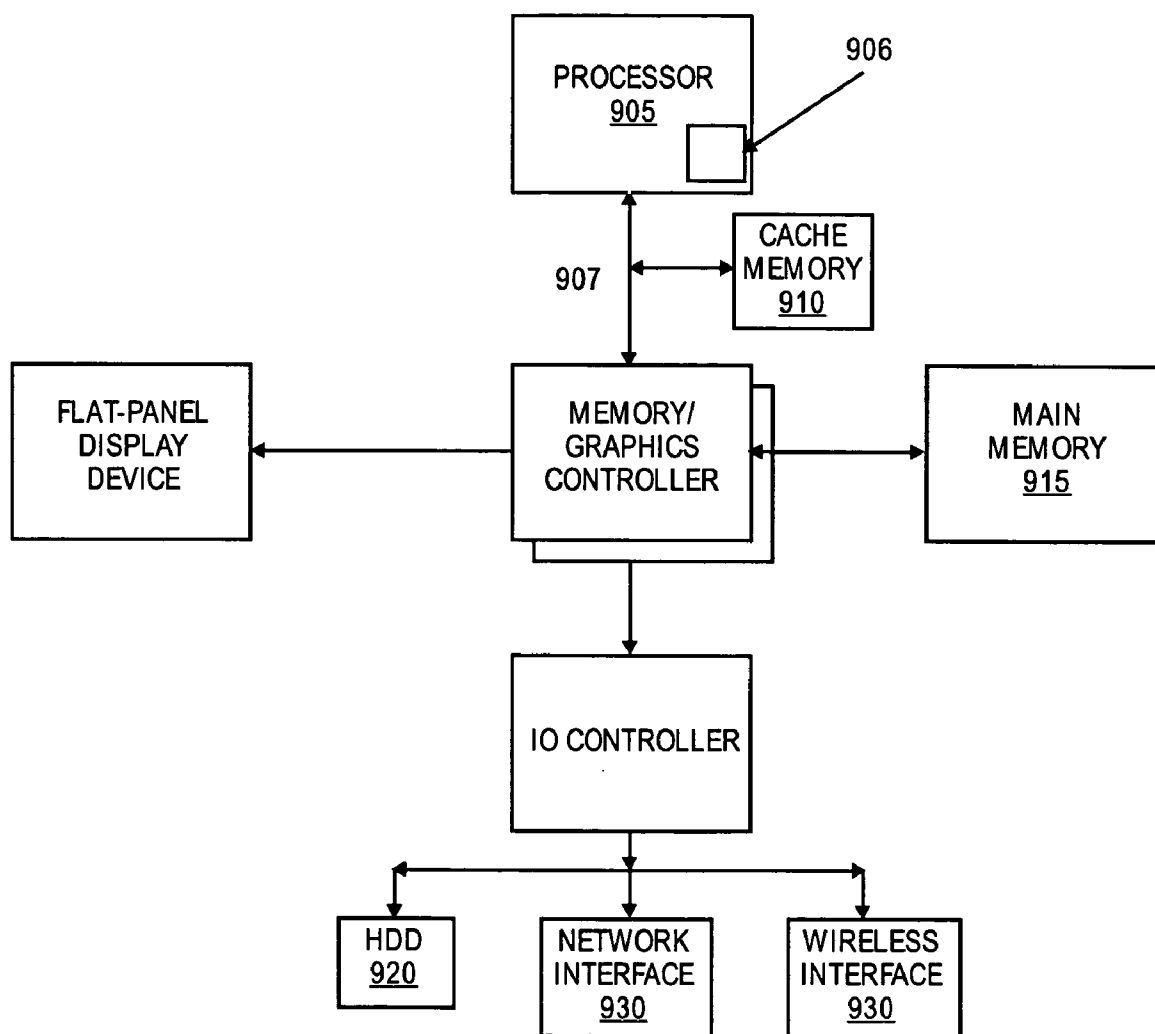 PROCESSOR
905
906
907
CACHE
MEMORY
910
FLAT-PANEL
DISPLAY
DEVICE
MEMORY/
GRAPHICS
CONTROLLER
MAIN
MEMORY
915
IO CONTROLLER
HDD
920
NETWORK
INTERFACE
930
WIRELESS
INTERFACE
930